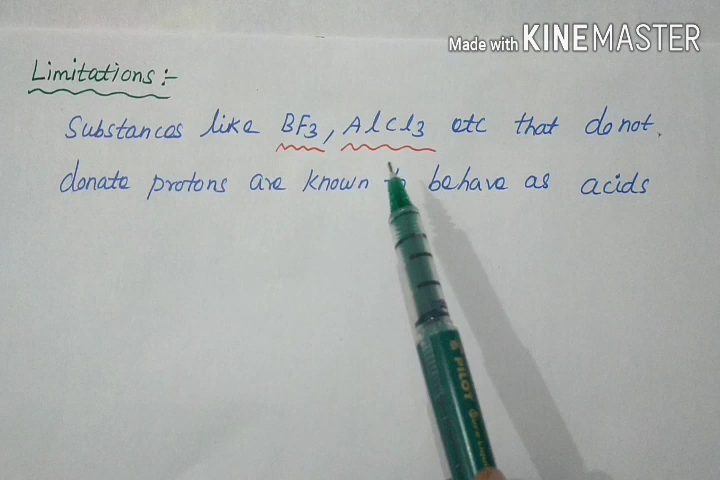 Made with KINEMASTER
Limitations :-
Substances like BF3, AlCl3 etc that do not.
donate protons are known to behave as acids
PILOT